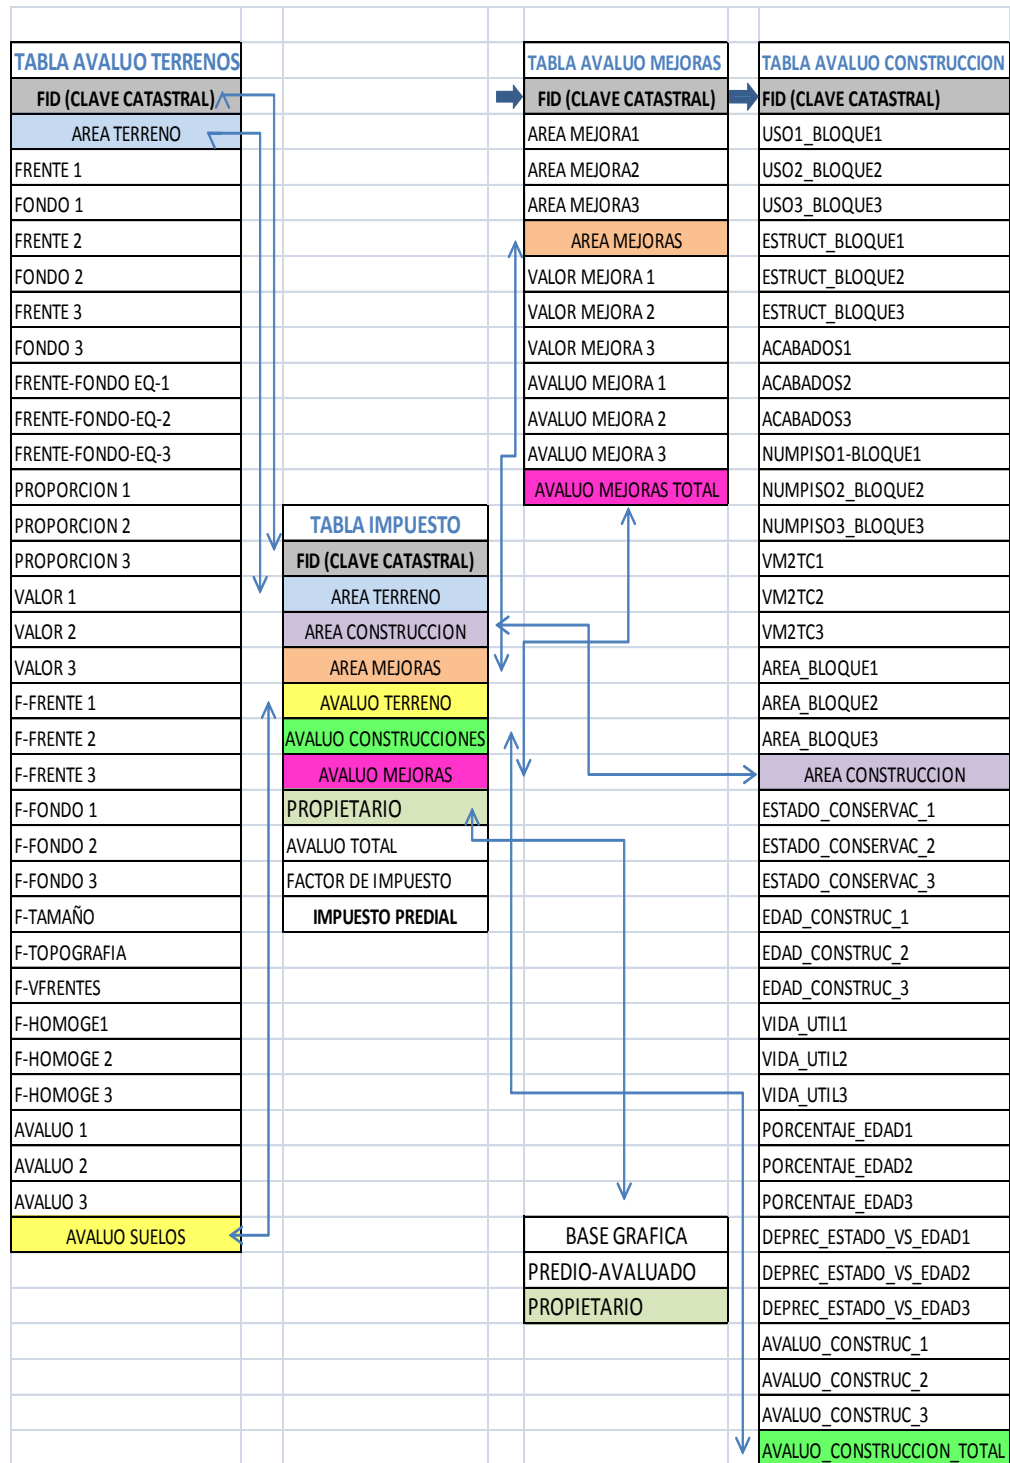 TABLA AVALUO TERRENOS
FID (CLAVE CATASTRAL)
AREA TERRENO
FRENTE 1
FONDO 1
FRENTE 2
FONDO 2
FRENTE 3
FONDO 3
FRENTE-FONDO EQ-1
FRENTE-FONDO-EQ-2
FRENTE-FONDO-EQ-3
PROPORCION 1
PROPORCION 2
PROPORCION 3
VALOR 1
VALOR 2
VALOR 3
F-FRENTE 1
F-FRENTE 2
F-FRENTE 3
F-FONDO 1
F-FONDO 2
F-FONDO 3
F-TAMAÑO
F-TOPOGRAFIA
F-VFRENTES
F-HOMOGE1
F-HOMOGE 2
F-HOMOGE 3
AVALUO 1
AVALUO 2
AVALUO 3
AVALUO SUELOS
TABLA IMPUESTO
FID (CLAVE CATASTRAL)
AREA TERRENO
AREA CONSTRUCCION
AREA MEJORAS
AVALUO TERRENO
AVALUO CONSTRUCCIONES
AVALUO MEJORAS
PROPIETARIO
AVALUO TOTAL
FACTOR DE IMPUESTO
IMPUESTO PREDIAL
TABLA AVALUO MEJORAS
FID (CLAVE CATASTRAL)
AREA MEJORA1
AREA MEJORA2
AREA MEJORA3
AREA MEJORAS
VALOR MEJORA 1
VALOR MEJORA 2
VALOR MEJORA 3
AVALUO MEJORA 1
AVALUO MEJORA 2
AVALUO MEJORA 3
AVALUO MEJORAS TOTAL
BASE GRAFICA
PREDIO-AVALUADO
PROPIETARIO
TABLA AVALUO CONSTRUCCION
FID (CLAVE CATASTRAL)
USO1_BLOQUE1
USO2_BLOQUE2
USO3_BLOQUE3
ESTRUCT_BLOQUE1
ESTRUCT_BLOQUE2
ESTRUCT_BLOQUE3
ACABADOS1
ACABADOS2
ACABADOS3
NUMPISO1-BLOQUE1
NUMPISO2_BLOQUE2
NUMPISO3_BLOQUE3
VM2TC1
VM2TC2
VM2TC3
AREA_BLOQUE1
AREA_BLOQUE2
AREA_BLOQUE3
AREA CONSTRUCCION
ESTADO_CONSERVAC_1
ESTADO_CONSERVAC_2
ESTADO_CONSERVAC_3
EDAD_CONSTRUC_1
EDAD_CONSTRUC_2
EDAD_CONSTRUC_3
VIDA_UTIL1
VIDA_UTIL2
VIDA_UTIL3
PORCENTAJE_EDAD1
PORCENTAJE_EDAD2
PORCENTAJE_EDAD3
DEPREC_ESTADO_VS_EDAD1
DEPREC_ESTADO_VS_EDAD2
DEPREC_ESTADO_VS_EDAD3
AVALUO_CONSTRUC_1
AVALUO_CONSTRUC_2
AVALUO_CONSTRUC_3
AVALUO_CONSTRUCCION_TOTAL